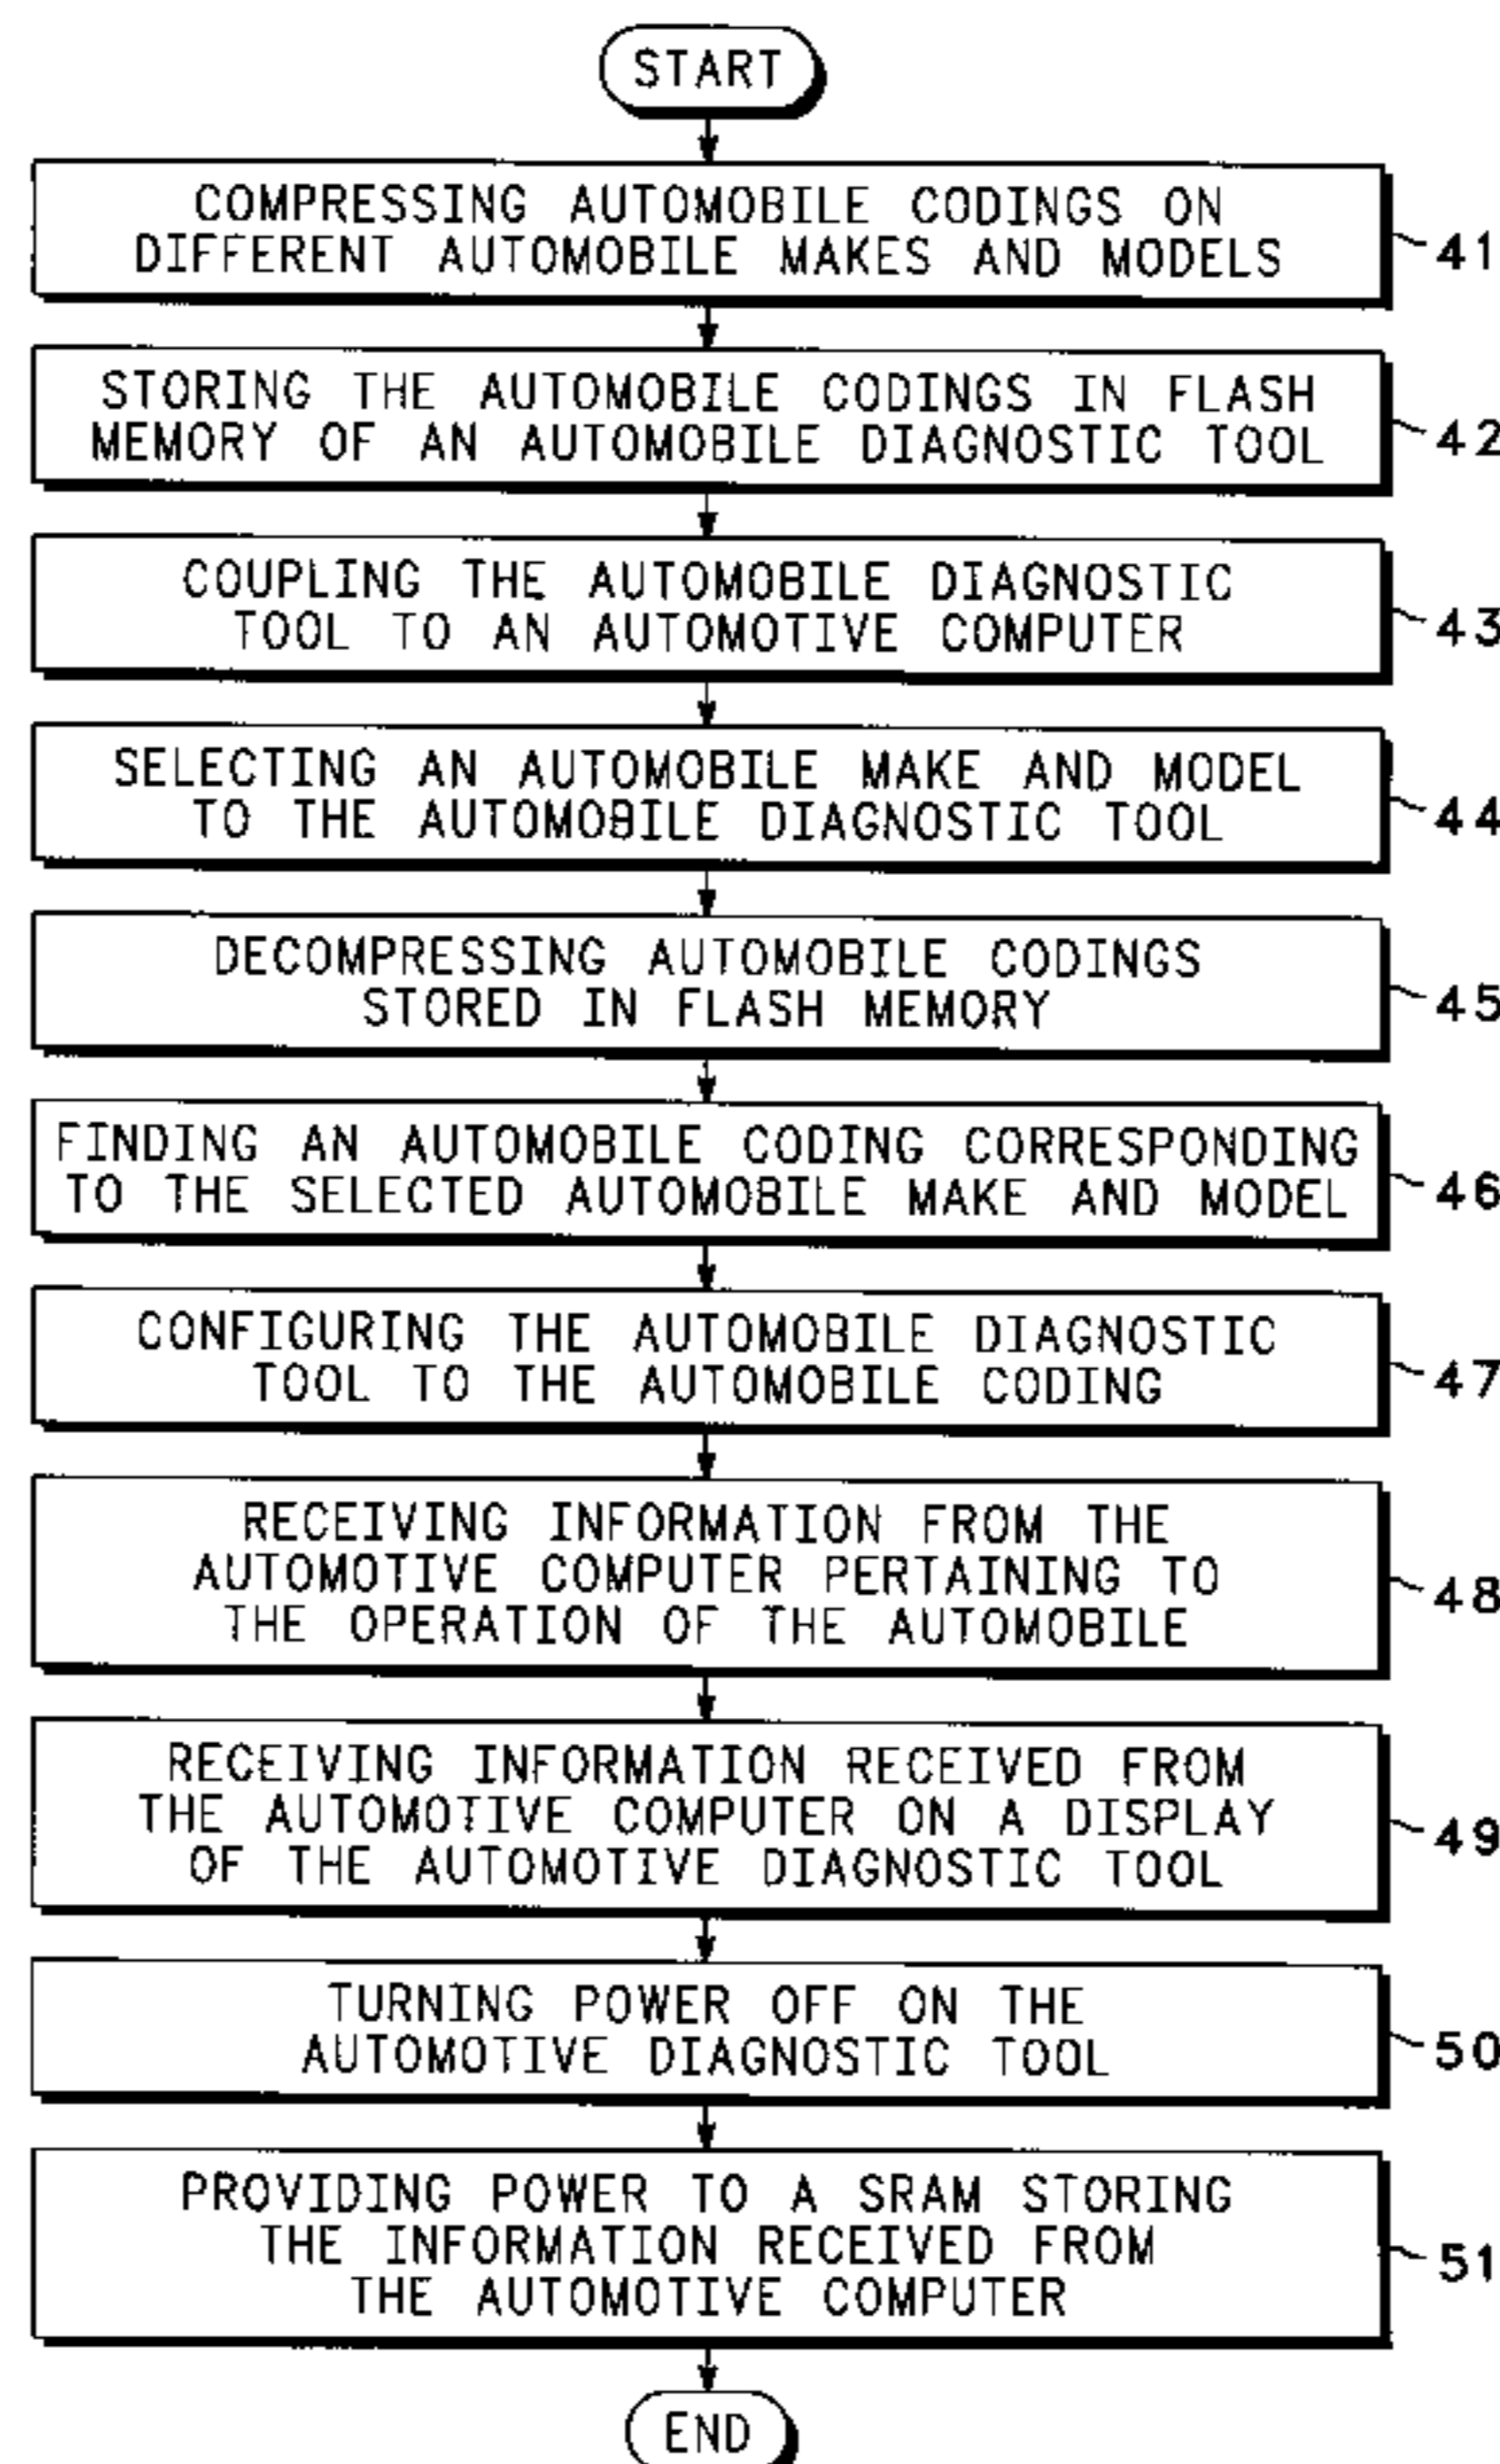 START
COMPRESSING AUTOMOBILE CODINGS ON
DIFFERENT AUTOMOBILE MAKES AND MODELS
41
STORING THE AUTOMOBILE CODINGS IN FLASH
MEMORY OF AN AUTOMOBILE DIAGNOSTIC TOOL
42
COUPLING THE AUTOMOBILE DIAGNOSTIC
TOOL TO AN AUTOMOTIVE COMPUTER
43
SELECTING AN AUTOMOBILE MAKE AND MODEL
TO THE AUTOMOBILE DIAGNOSTIC TOOL
44
DECOMPRESSING AUTOMOBILE CODINGS
STORED IN FLASH MEMORY
45
FINDING AN AUTOMOBILE CODING CORRESPONDING
TO THE SELECTED AUTOMOBILE MAKE AND MODEL
46
CONFIGURING THE AUTOMOBILE DIAGNOSTIC
TOOL TO THE AUTOMOBILE CODING
47
RECEIVING INFORMATION FROM THE
AUTOMOTIVE COMPUTER PERTAINING TO
THE OPERATION OF THE AUTOMOBILE
48
RECEIVING INFORMATION RECEIVED FROM
THE AUTOMOTIVE COMPUTER ON A DISPLAY
OF THE AUTOMOTIVE DIAGNOSTIC TOOL
49
TURNING POWER OFF ON THE
AUTOMOTIVE DIAGNOSTIC TOOL
50
PROVIDING POWER TO A SRAM STORING
THE INFORMATION RECEIVED FROM
THE AUTOMOTIVE COMPUTER
51
END